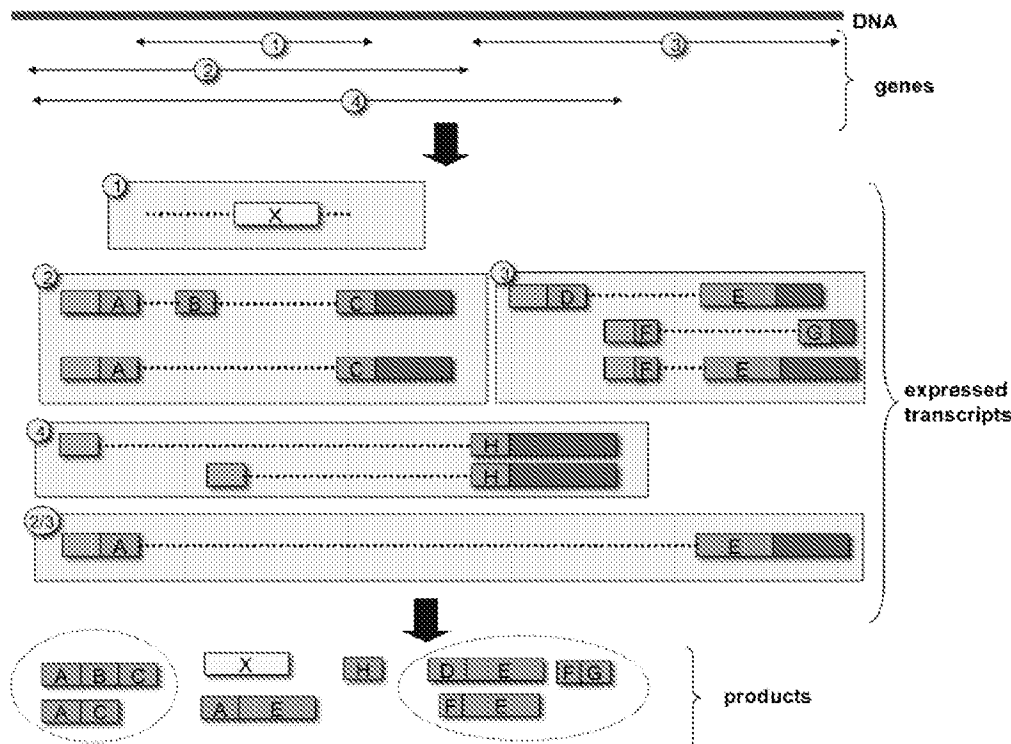 DNA
1
3
2
4
genes
1
X
2
A B C
A C
3
D E
F G
F E
expressed
transcripts
4
H
H
2/3
A E
A B C
X
H
D E
F G
A C
A E
F E
products